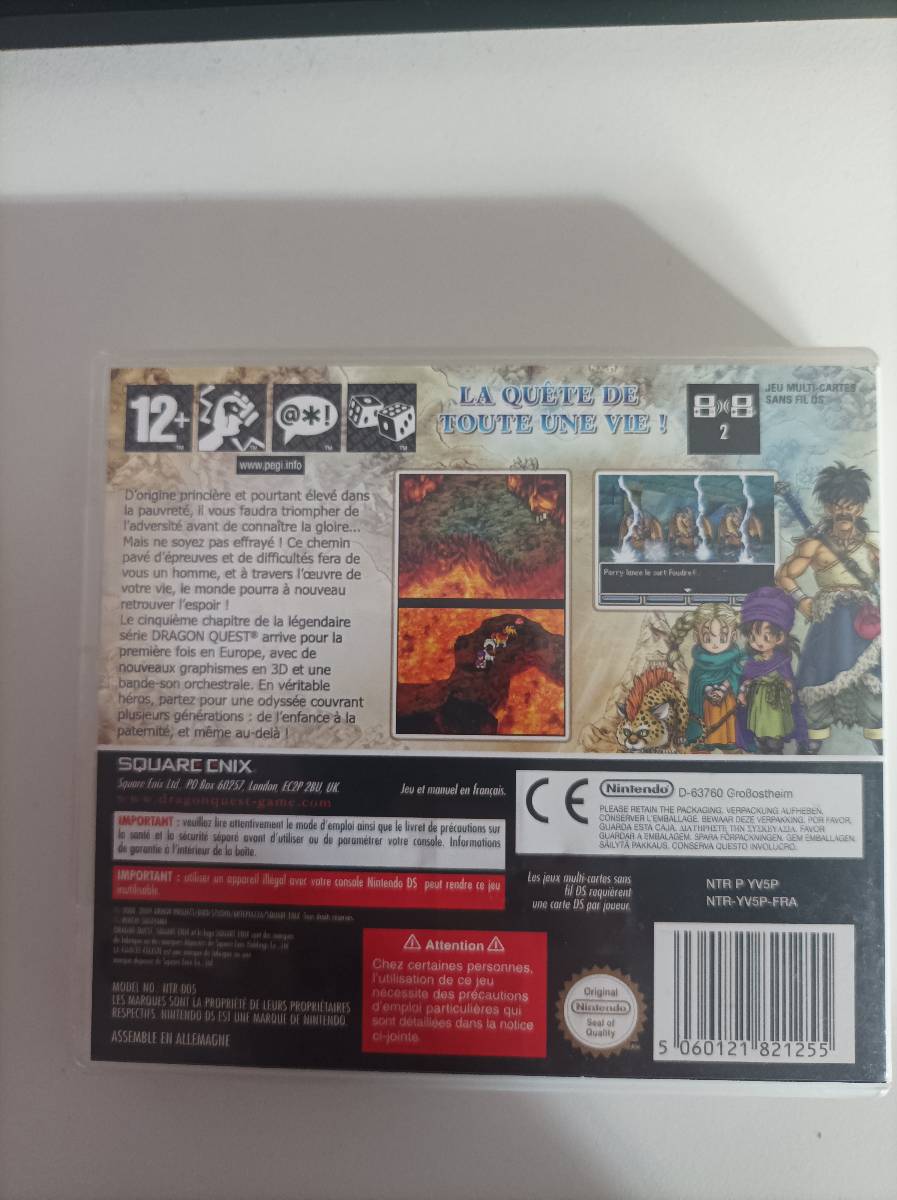 12+
@*!
LA QUÊTE DE
TOUTE UNE VIE !
2
JEU MULTI-CARTES
SANS FIL DS
www.pegi.info
D'origine princière et pourtant élevé dans
la pauvreté, il vous faudra triompher de
l'adversité avant de connaître la gloire...
Mais ne soyez pas effrayé ! Ce chemin
pavé d'épreuves et de difficultés fera de
vous un homme, et à travers l'œuvre de
votre vie, le monde pourra à nouveau
retrouver l'espoir !
Le cinquième chapitre de la légendaire
série DRAGON QUEST® arrive pour la
première fois en Europe, avec de
nouveaux graphismes en 3D et une
bande-son orchestrale. En véritable
héros, partez pour une odyssée couvrant
plusieurs générations : de l'enfance à la
paternité, et même au-delà !
Parry lance le sort Foudre!
SQUARE ENIX
Square Enix Ltd. PO Box 60257, London, EC2P 2BU, UK
www.dragonquest-game.com
Jeu et manuel en français.
IMPORTANT : veuillez lire attentivement le mode d'emploi ainsi que le livret de précautions sur
la santé et la sécurité séparé avant d'utiliser ou de paramétrer votre console. Informations
de garantie à l'intérieur de la boîte.
IMPORTANT : utiliser un appareil illégal avec votre console Nintendo DS peut rendre ce jeu
inutilisable.
CE
Nintendo D-63760 Großostheim
PLEASE RETAIN THE PACKAGING. VERPACKUNG AUFHEBEN.
CONSERVER L'EMBALLAGE. BEWAAR DEZE VERPAKKING. POR FAVOR,
GUARDA ESTA CAJA. ΔΙΑΤΗΡΗΣΤΕ ΤΗΝ ΣΥΣΚΕΥΑΣΙΑ. FAVOR
GUARDAR A EMBALAGEM. SPARA FÖRPACKNINGEN. GEM EMBALLAGEN.
SÄILYTÄ PAKKAUS. CONSERVA QUESTO INVOLUCRO.
Les jeux multi-cartes sans
fil DS requièrent
une carte DS par joueur.
NTR P YV5P
NTR-YV5P-FRA
MODEL NO.: NTR-005
LES MARQUES SONT LA PROPRIÉTÉ DE LEURS PROPRIÉTAIRES
RESPECTIFS. NINTENDO DS EST UNE MARQUE DE NINTENDO.
ASSEMBLÉ EN ALLEMAGNE
Attention
Chez certaines personnes,
l'utilisation de ce jeu
nécessite des précautions
d'emploi particulières qui
sont détaillées dans la notice
ci-jointe.
Original
Nintendo
Seal of
Quality
5 060121 821255